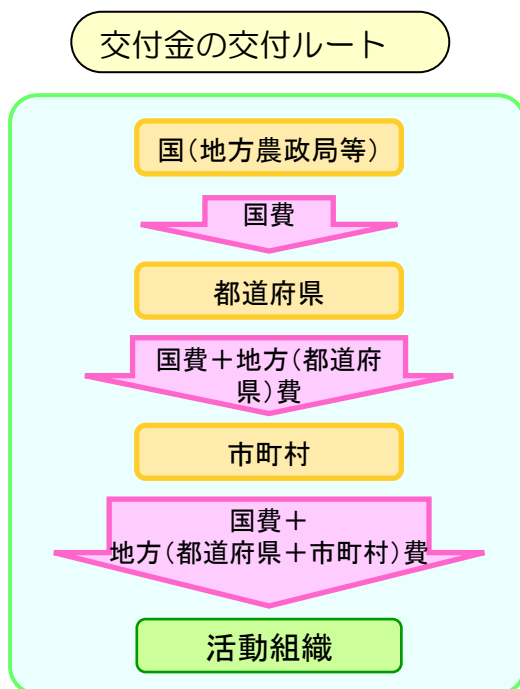 交付金の交付ルート
国（地方農政局等）
国費
都道府県
国費＋地方（都道府
県）費
市町村
国費＋
地方（都道府県＋市町村）費
活動組織